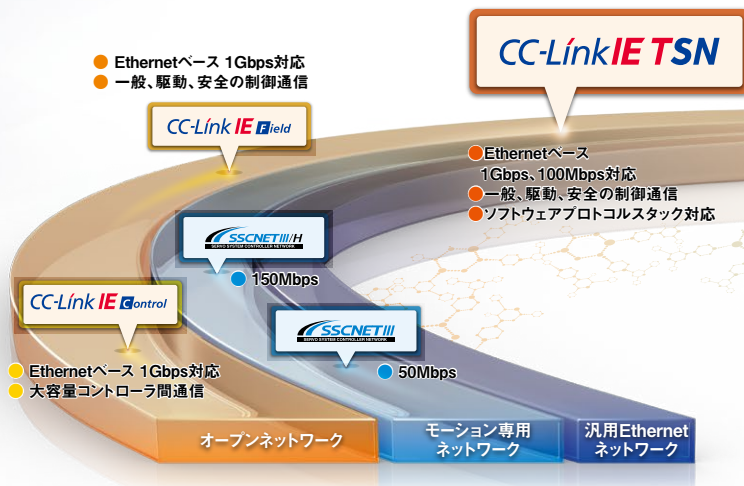 Ethernetベース 1Gbps対応
一般、駆動、安全の制御通信
CC-Link IE Field
CC-Link IE TSN
Ethernetベース
1Gbps、100Mbps対応
一般、駆動、安全の制御通信
ソフトウェアプロトコルスタック対応
SSCNETIII/H
SERVO SYSTEM CONTROLLER NETWORK
150Mbps
CC-Link IE Control
Ethernetベース 1Gbps対応
大容量コントローラ間通信
SSCNETIII
SERVO SYSTEM CONTROLLER NETWORK
50Mbps
オープンネットワーク
モーション専用
ネットワーク
汎用Ethernet
ネットワーク